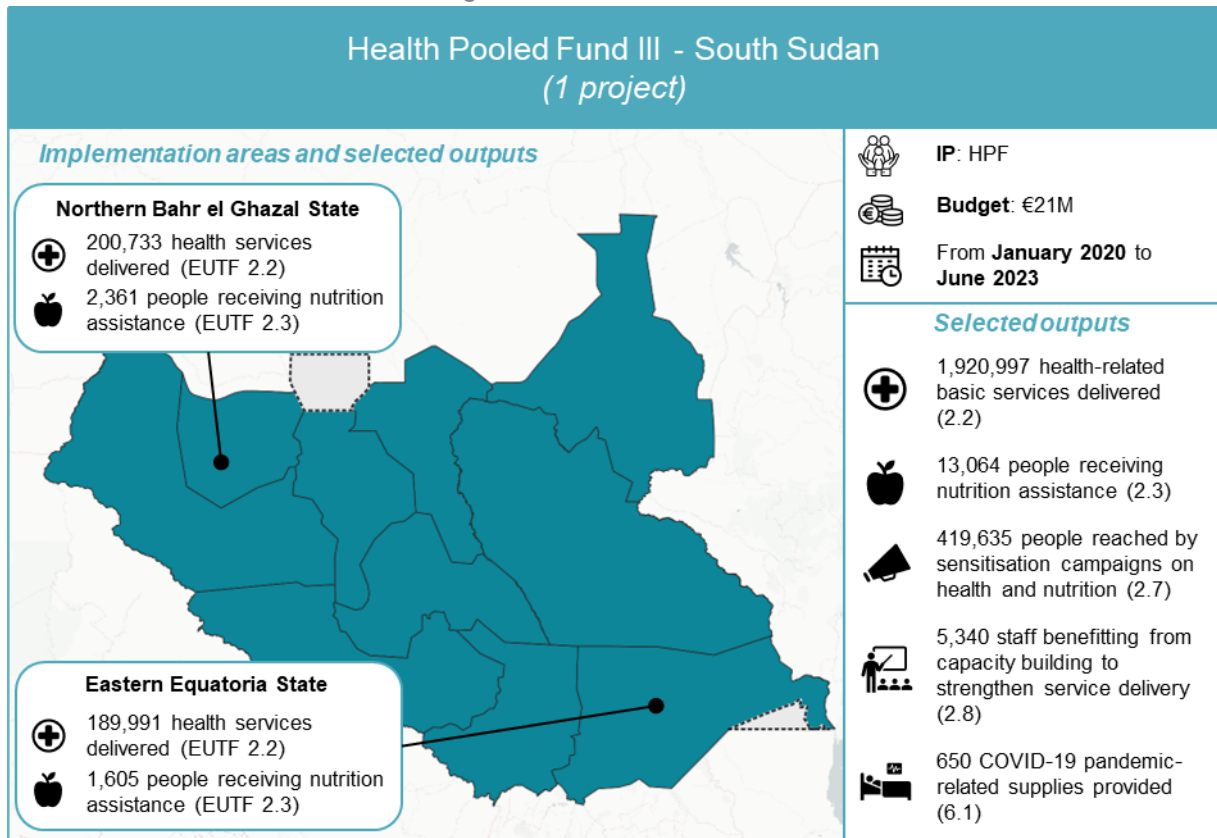 Health Pooled Fund III - South Sudan
(1 project)
Implementation areas and selected outputs
Northern Bahr el Ghazal State
200,733 health services
delivered (EUTF 2.2)
2,361 people receiving nutrition
assistance (EUTF 2.3)
Eastern Equatoria State
189,991 health services
delivered (EUTF 2.2)
1,605 people receiving nutrition
assistance (EUTF 2.3)
IP: HPF
Budget: €21M
From January 2020 to
June 2023
Selected outputs
1,920,997 health-related
basic services delivered
(2.2)
13,064 people receiving
nutrition assistance (2.3)
419,635 people reached by
sensitisation campaigns on
health and nutrition (2.7)
5,340 staff benefitting from
capacity building to
strengthen service delivery
(2.8)
650 COVID-19 pandemic-
related supplies provided
(6.1)